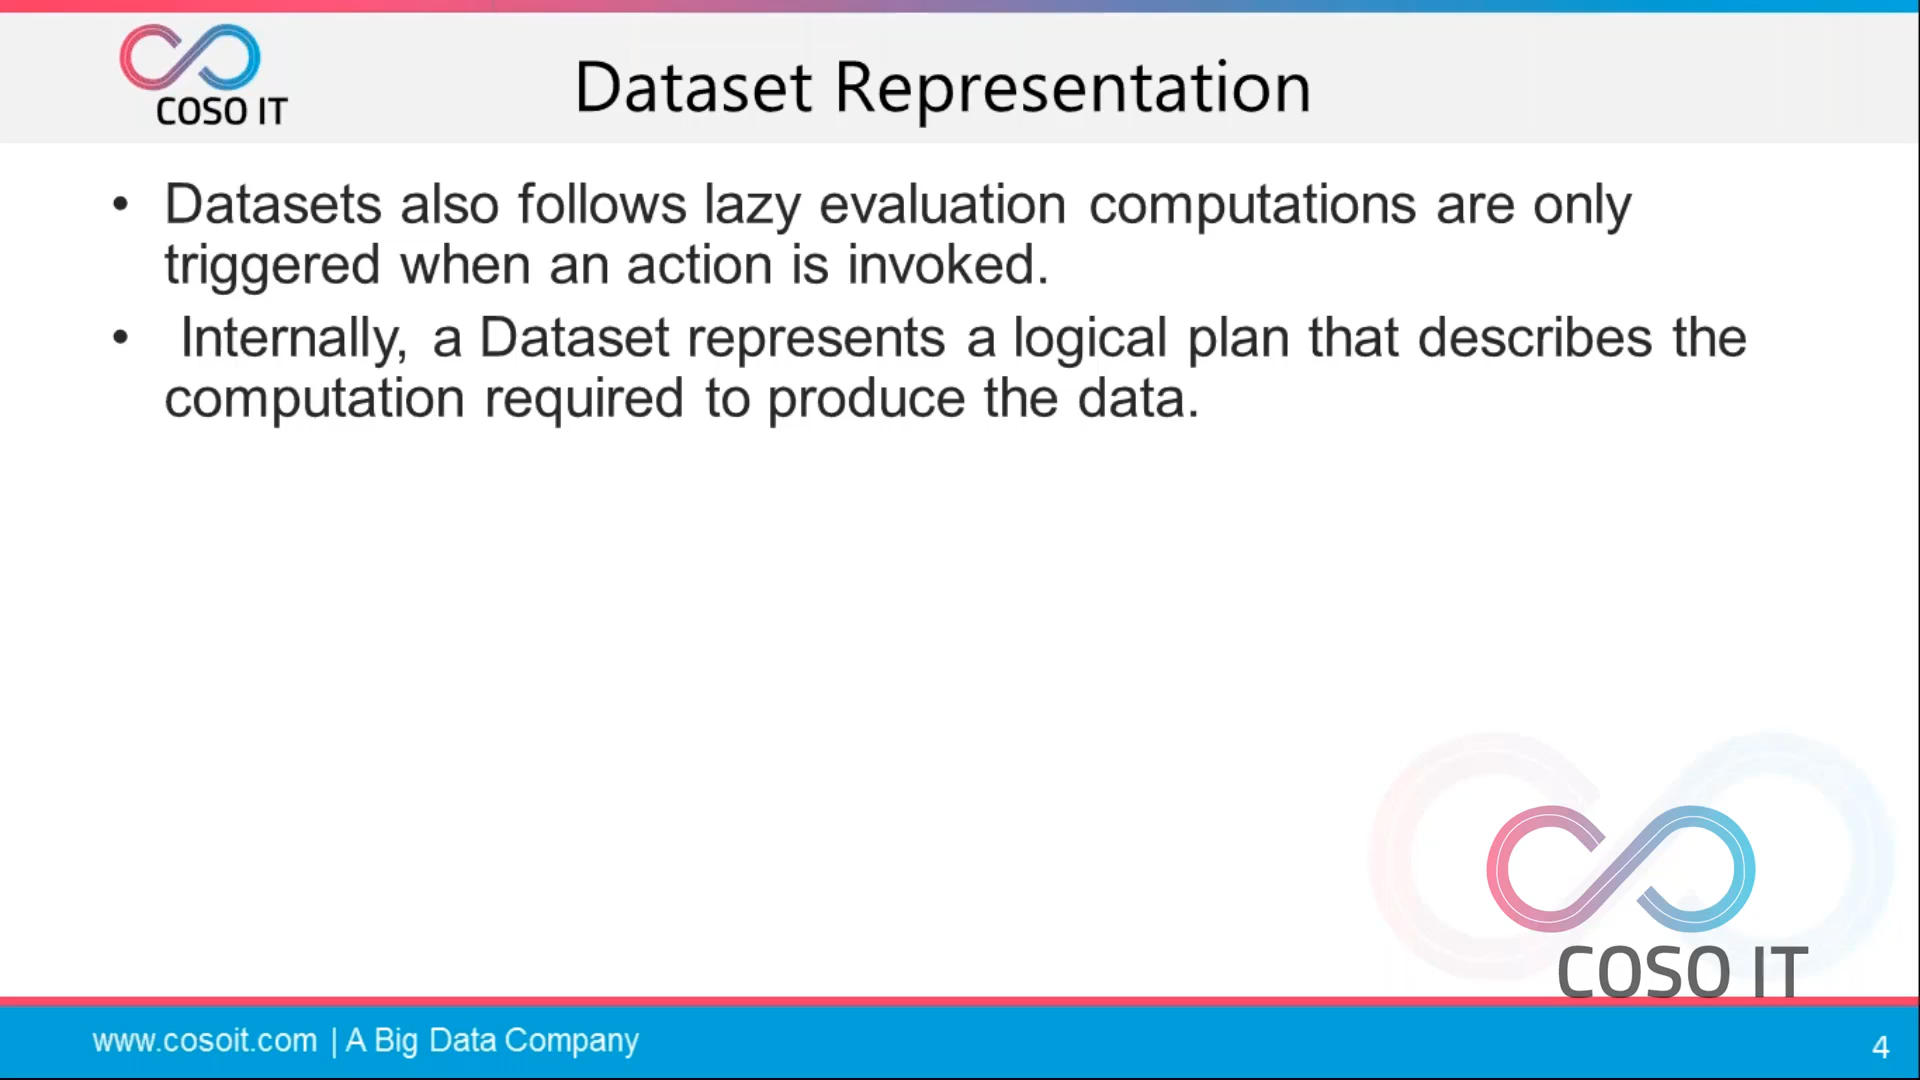 COSO IT
Dataset Representation
• Datasets also follows lazy evaluation computations are only
triggered when an action is invoked.
• Internally, a Dataset represents a logical plan that describes the
computation required to produce the data.
COSO IT
www.cosoit.com | A Big Data Company
4